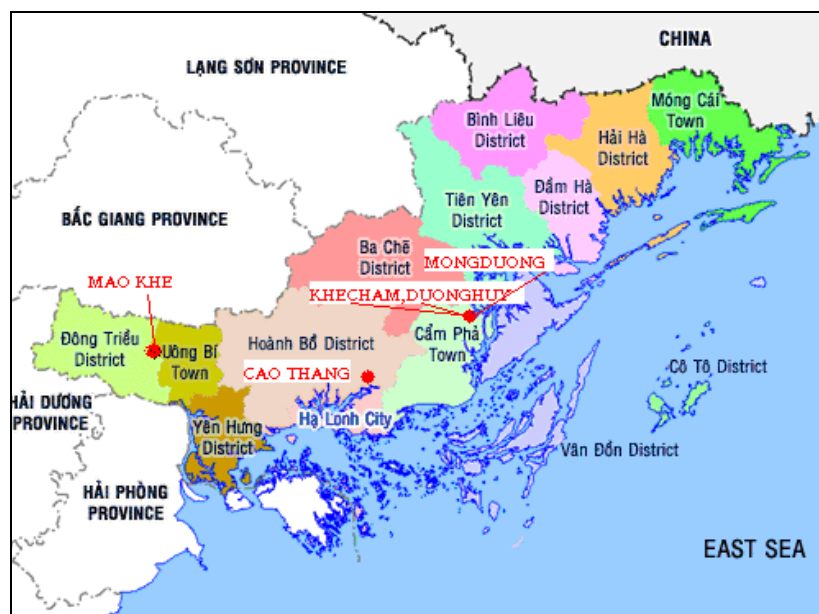 CHINA
LẠNG SƠN PROVINCE
Móng Cái
Town
Bình Liêu
District
Hải Hà
District
Đầm Hà
District
Tiên Yên
District
BẮC GIANG PROVINCE
Ba Chẽ
District
MONGDUONG
MAO KHE
KHECHAM,DUONGHUY
Đông Triều
District
Uông Bí
Town
Hoành Bồ District
Cẩm Phả
Town
CAO THANG
Cô Tô District
HẢI DƯƠNG
PROVINCE
Yên Hưng
District
Hạ Lonh City
Vân Đồn District
HẢI PHÒNG
PROVINCE
EAST SEA